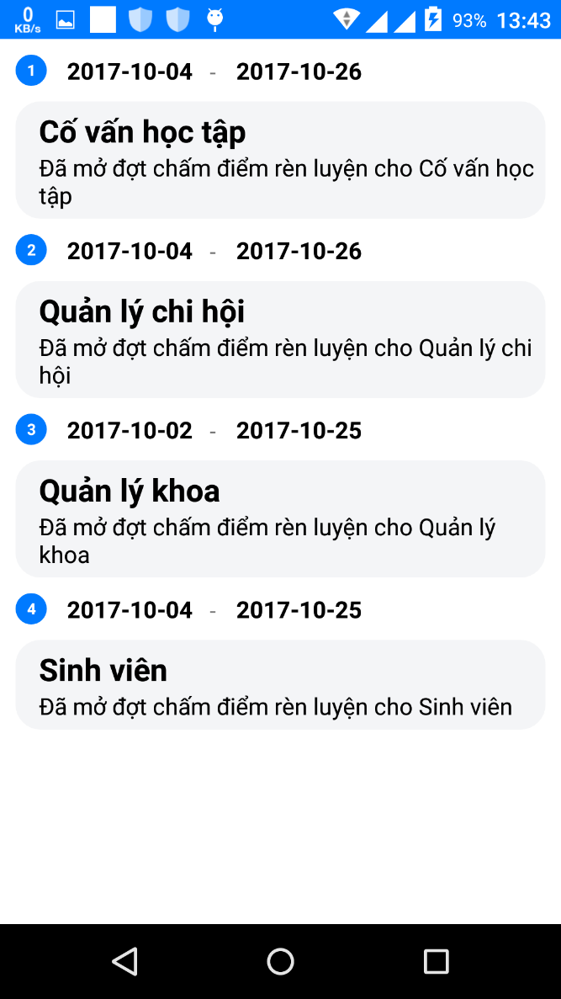 0
KB/s
93%
13:43
1 2017-10-04 - 2017-10-26
Cố vấn học tập
Đã mở đợt chấm điểm rèn luyện cho Cố vấn học
tập
2 2017-10-04 - 2017-10-26
Quản lý chi hội
Đã mở đợt chấm điểm rèn luyện cho Quản lý chi
hội
3 2017-10-02 - 2017-10-25
Quản lý khoa
Đã mở đợt chấm điểm rèn luyện cho Quản lý
khoa
4 2017-10-04 - 2017-10-25
Sinh viên
Đã mở đợt chấm điểm rèn luyện cho Sinh viên